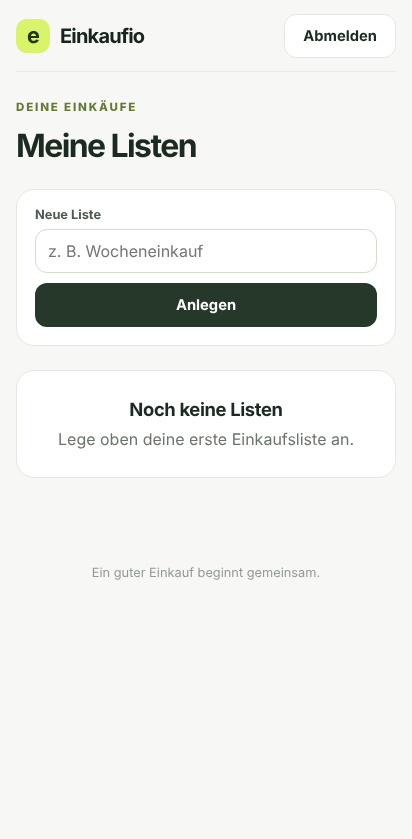 e Einkaufio
Abmelden
DEINE EINKÄUFE
Meine Listen
Neue Liste
z. B. Wocheneinkauf
Anlegen
Noch keine Listen
Lege oben deine erste Einkaufsliste an.
Ein guter Einkauf beginnt gemeinsam.